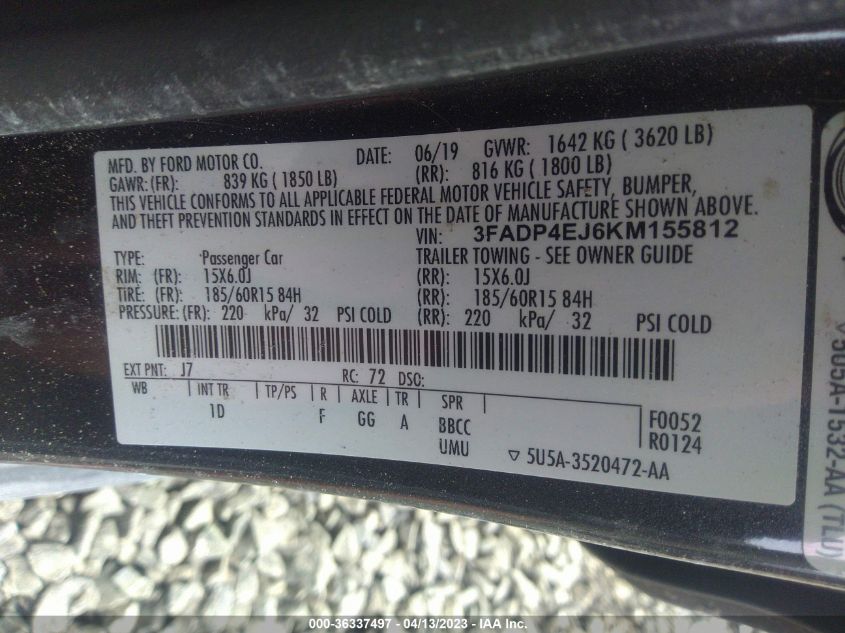 MFD. BY FORD MOTOR CO. DATE: 06/19 GVWR: 1642 KG ( 3620 LB)
GAWR: (FR): 839 KG ( 1850 LB) (RR): 816 KG ( 1800 LB)
THIS VEHICLE CONFORMS TO ALL APPLICABLE FEDERAL MOTOR VEHICLE SAFETY, BUMPER,
AND THEFT PREVENTION STANDARDS IN EFFECT ON THE DATE OF MANUFACTURE SHOWN ABOVE.
VIN: 3FADP4EJ6KM155812
TYPE: Passenger Car TRAILER TOWING - SEE OWNER GUIDE
RIM: (FR): 15X6.0J (RR): 15X6.0J
TIRE: (FR): 185/60R15 84H (RR): 185/60R15 84H
PRESSURE: (FR): 220 kPa/ 32 PSI COLD (RR): 220 kPa/ 32 PSI COLD
EXT PNT: J7 RC: 72 DSO:
WB INT TR TP/PS R AXLE TR SPR
1D F GG A BBCC F0052
UMU R0124
▽ 5U5A-3520472-AA
V5U5A-1532-AA (TLU)
000-36337497 - 04/13/2023 - IAA Inc.